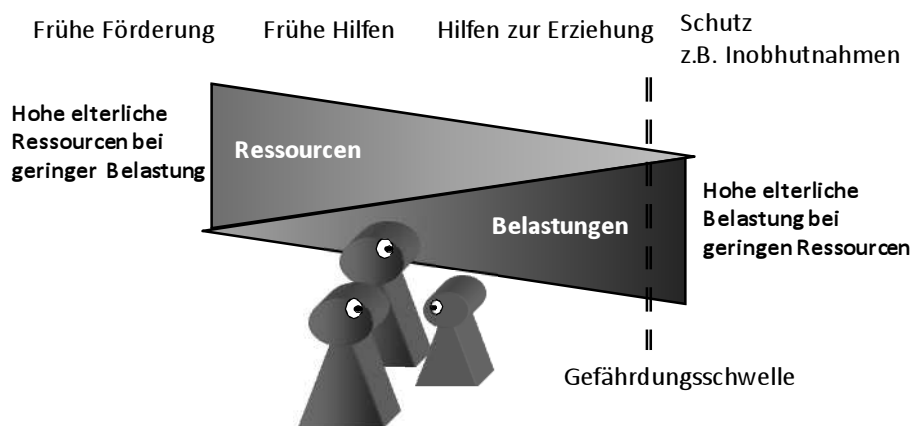 Frühe Förderung
Frühe Hilfen
Hilfen zur Erziehung
Schutz
z.B. Inobhutnahmen
Hohe elterliche
Ressourcen bei
geringer Belastung
Ressourcen
Belastungen
Hohe elterliche
Belastung bei
geringen Ressourcen
Gefährdungsschwelle